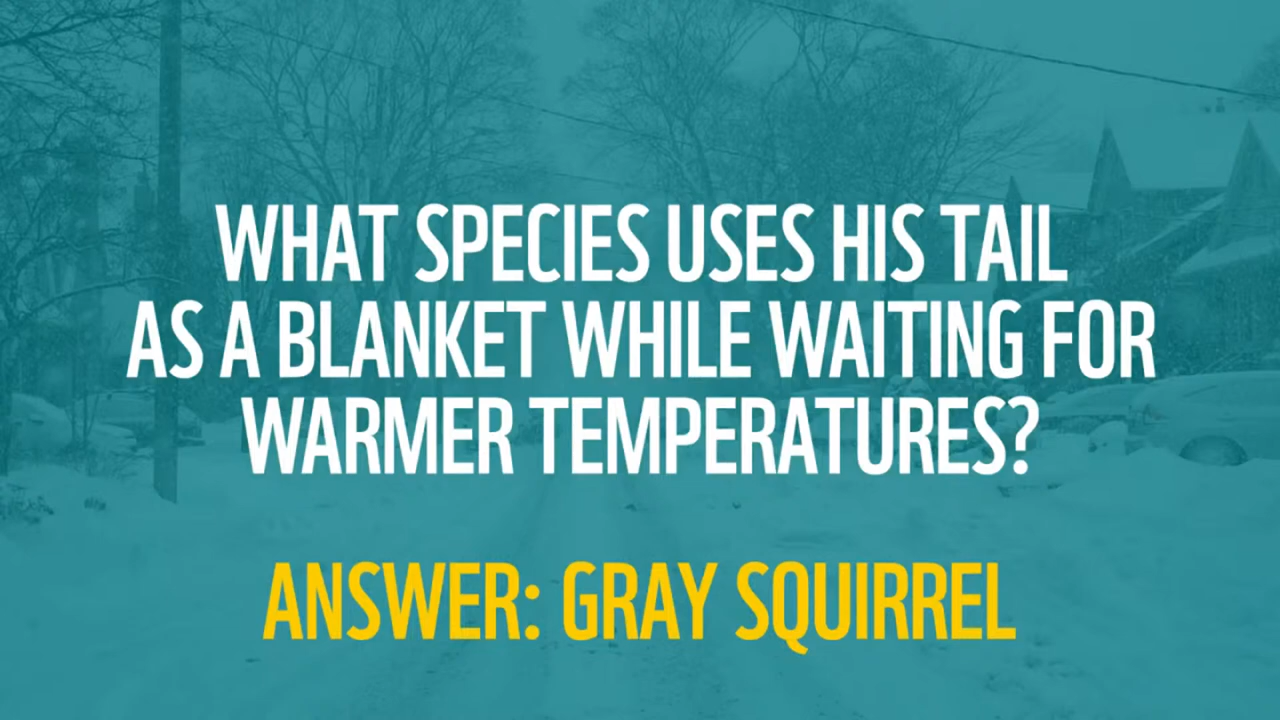 WHAT SPECIES USES HIS TAIL
AS A BLANKET WHILE WAITING FOR
WARMER TEMPERATURES?
ANSWER: GRAY SQUIRREL